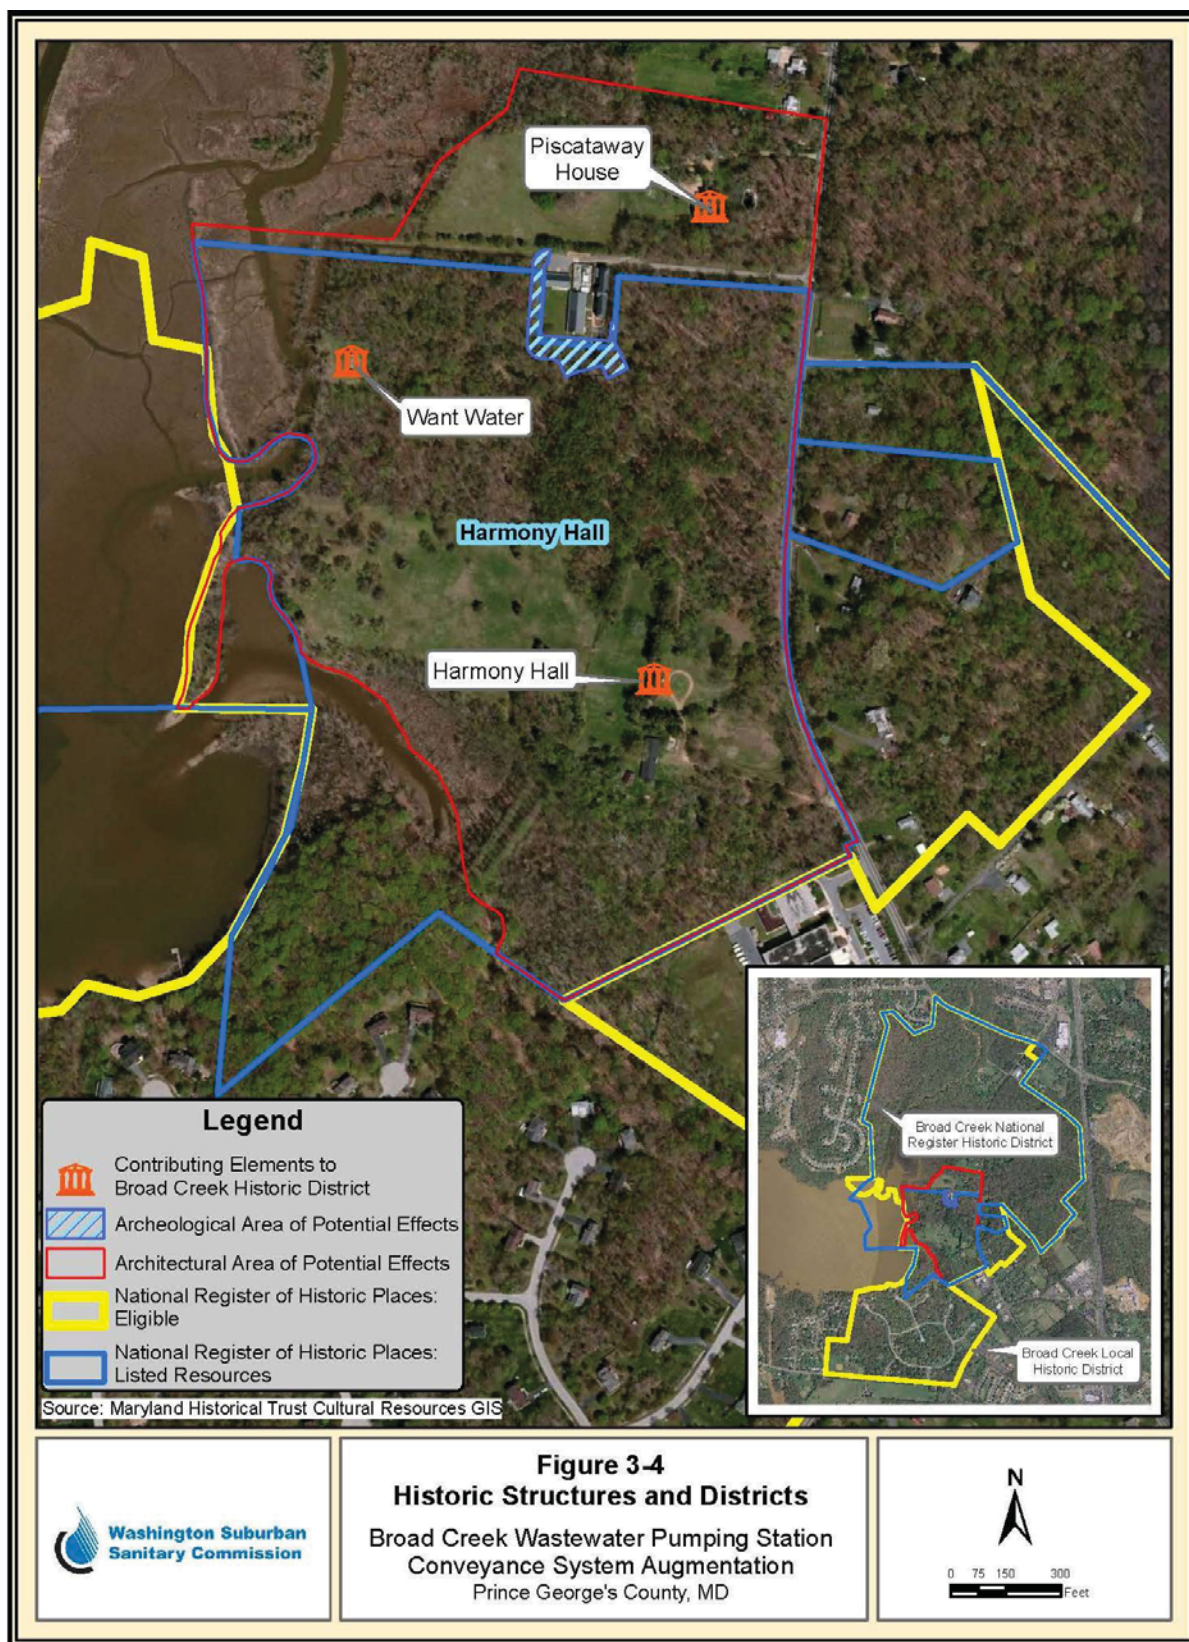 Piscataway
House
Want Water
Harmony Hall
Harmony Hall
Broad Creek National
Register Historic District
Broad Creek Local
Historic District
Legend
Contributing Elements to
Broad Creek Historic District
Archeological Area of Potential Effects
Architectural Area of Potential Effects
National Register of Historic Places:
Eligible
National Register of Historic Places:
Listed Resources
Source: Maryland Historical Trust Cultural Resources GIS
Washington Suburban
Sanitary Commission
Figure 3-4
Historic Structures and Districts
Broad Creek Wastewater Pumping Station
Conveyance System Augmentation
Prince George's County, MD
N
0 75 150 300
Feet